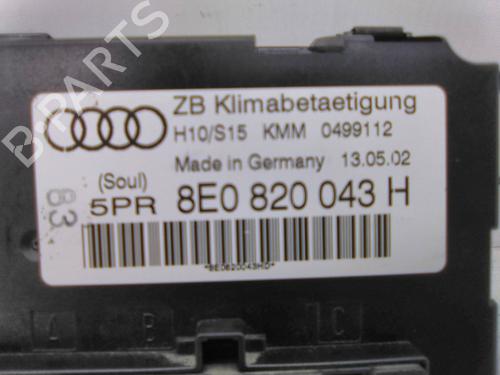 ZB Klimabetaetigung
H10/S15 KMM 0499112
Made in Germany 13.05.02
(Soul)
83
5PR 8E0 820 043 H
*8E0820043HD*
A B C
B-PARTS